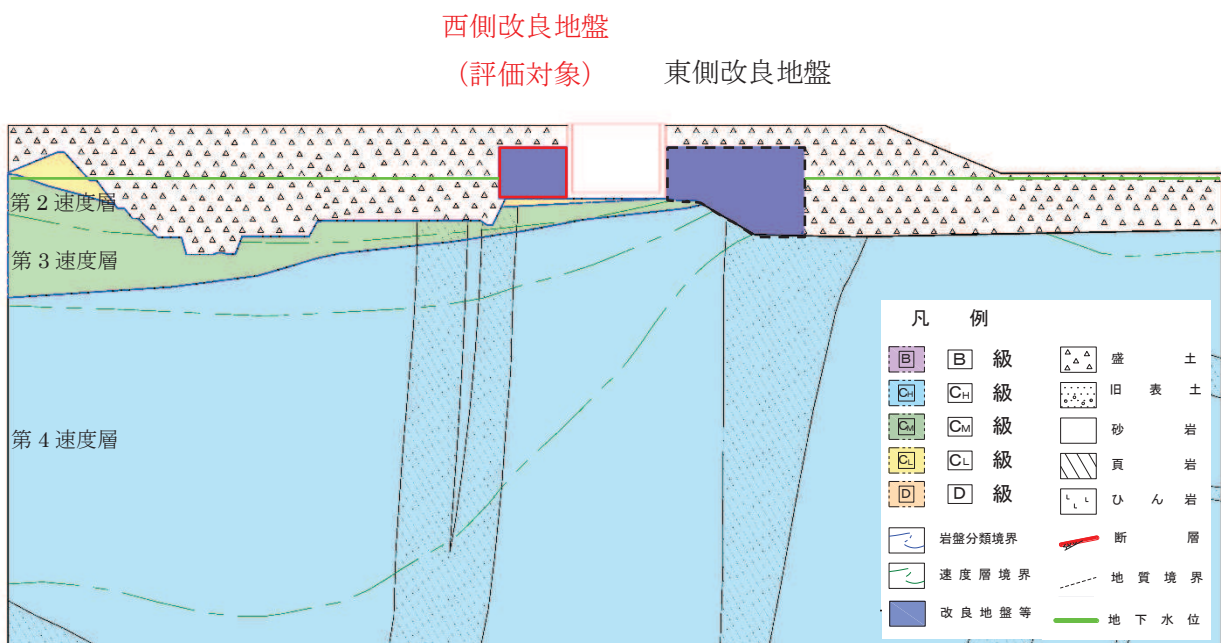 西側改良地盤
（評価対象）
東側改良地盤
第２速度層
第３速度層
第４速度層
凡 例
B B 級
CH CH 級
CM CM 級
CL CL 級
D D 級
岩盤分類境界
速度層境界
改良地盤等
盛 土
旧 表 土
砂 岩
頁 岩
ひ ん 岩
断 層
地 質 境 界
地 下 水 位